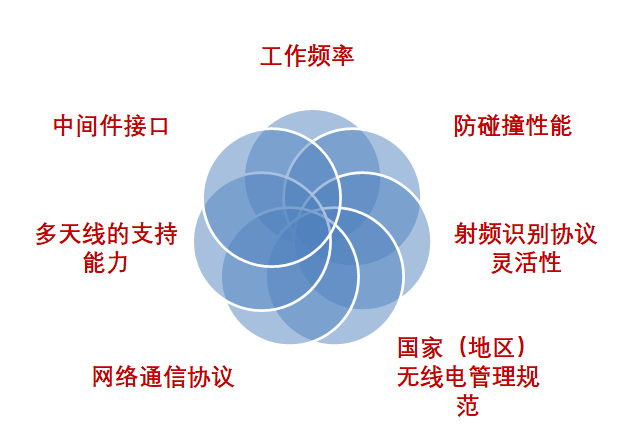 工作频率
中间件接口
防碰撞性能
多天线的支持
能力
射频识别协议
灵活性
网络通信协议
国家（地区）
无线电管理规
范